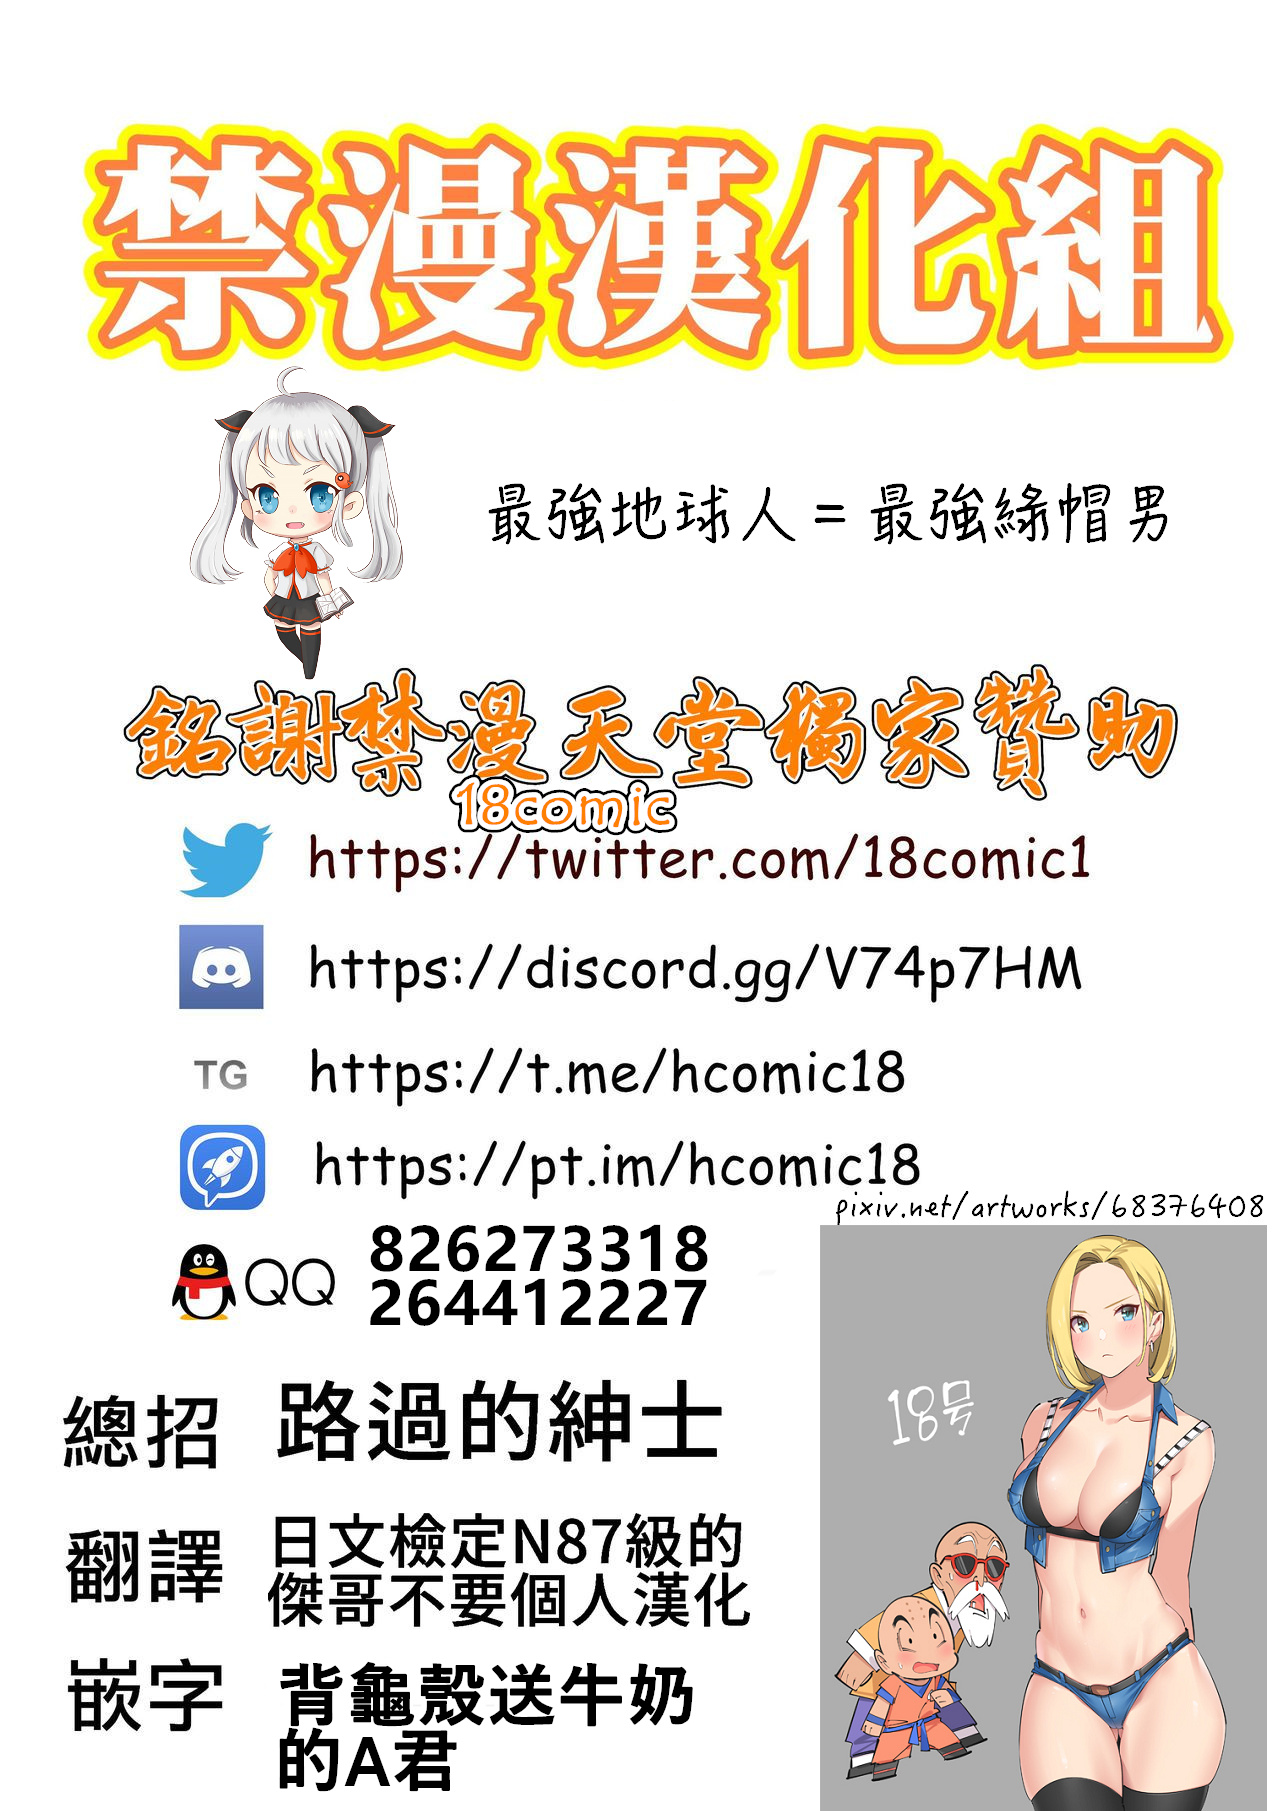 禁漫漢化組
最強地球人 = 最強綠帽男
銘謝禁漫天堂獨家贊助
18comic
https://twitter.com/18comic1
https://discord.gg/V74p7HM
TG https://t.me/hcomic18
https://pt.im/hcomic18
pixiv.net/artworks/68376408
QQ 826273318
264412227
18号
總招 路過的紳士
翻譯 日文檢定N87級的
傑哥不要個人漢化
嵌字 背龜殼送牛奶
的A君